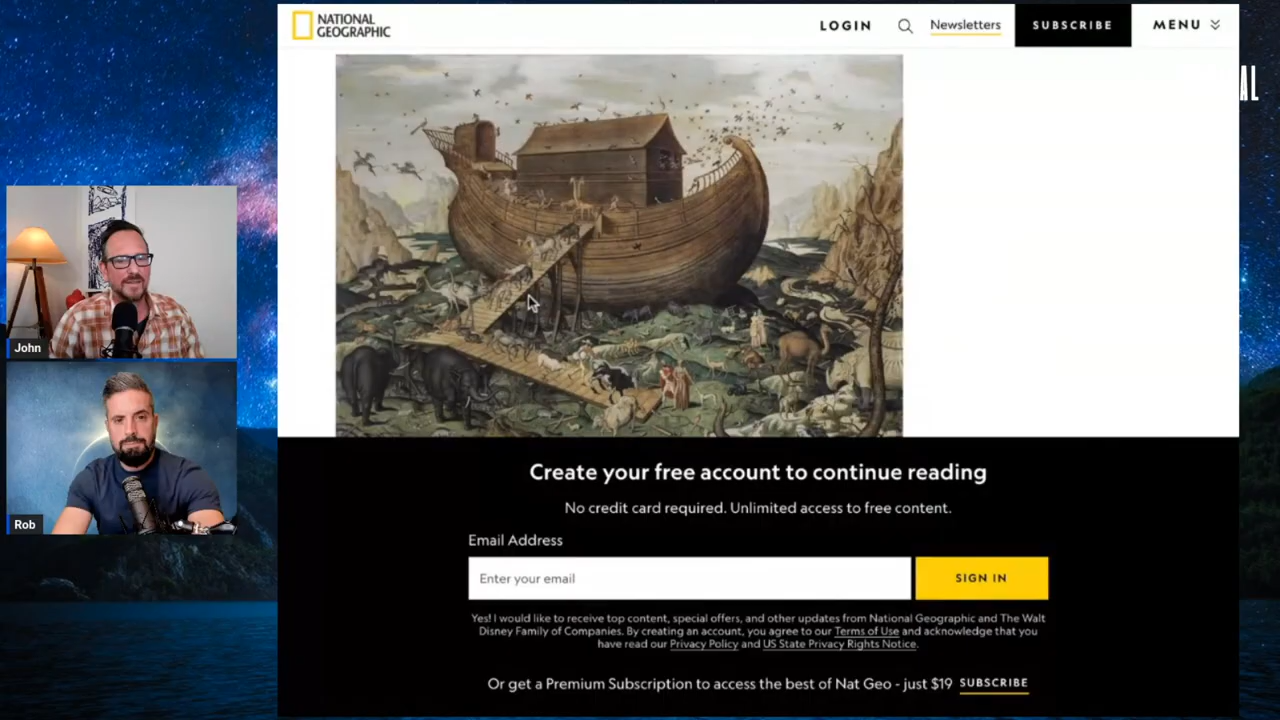 NATIONAL
GEOGRAPHIC
LOGIN
Newsletters
SUBSCRIBE
MENU
AL
John
Rob
Create your free account to continue reading
No credit card required. Unlimited access to free content.
Email Address
Enter your email
SIGN IN
Yes! I would like to receive top content, special offers, and other updates from National Geographic and The Walt
Disney Family of Companies. By creating an account, you agree to our Terms of Use and acknowledge that you
have read our Privacy Policy and US State Privacy Rights Notice.
Or get a Premium Subscription to access the best of Nat Geo - just $19 SUBSCRIBE